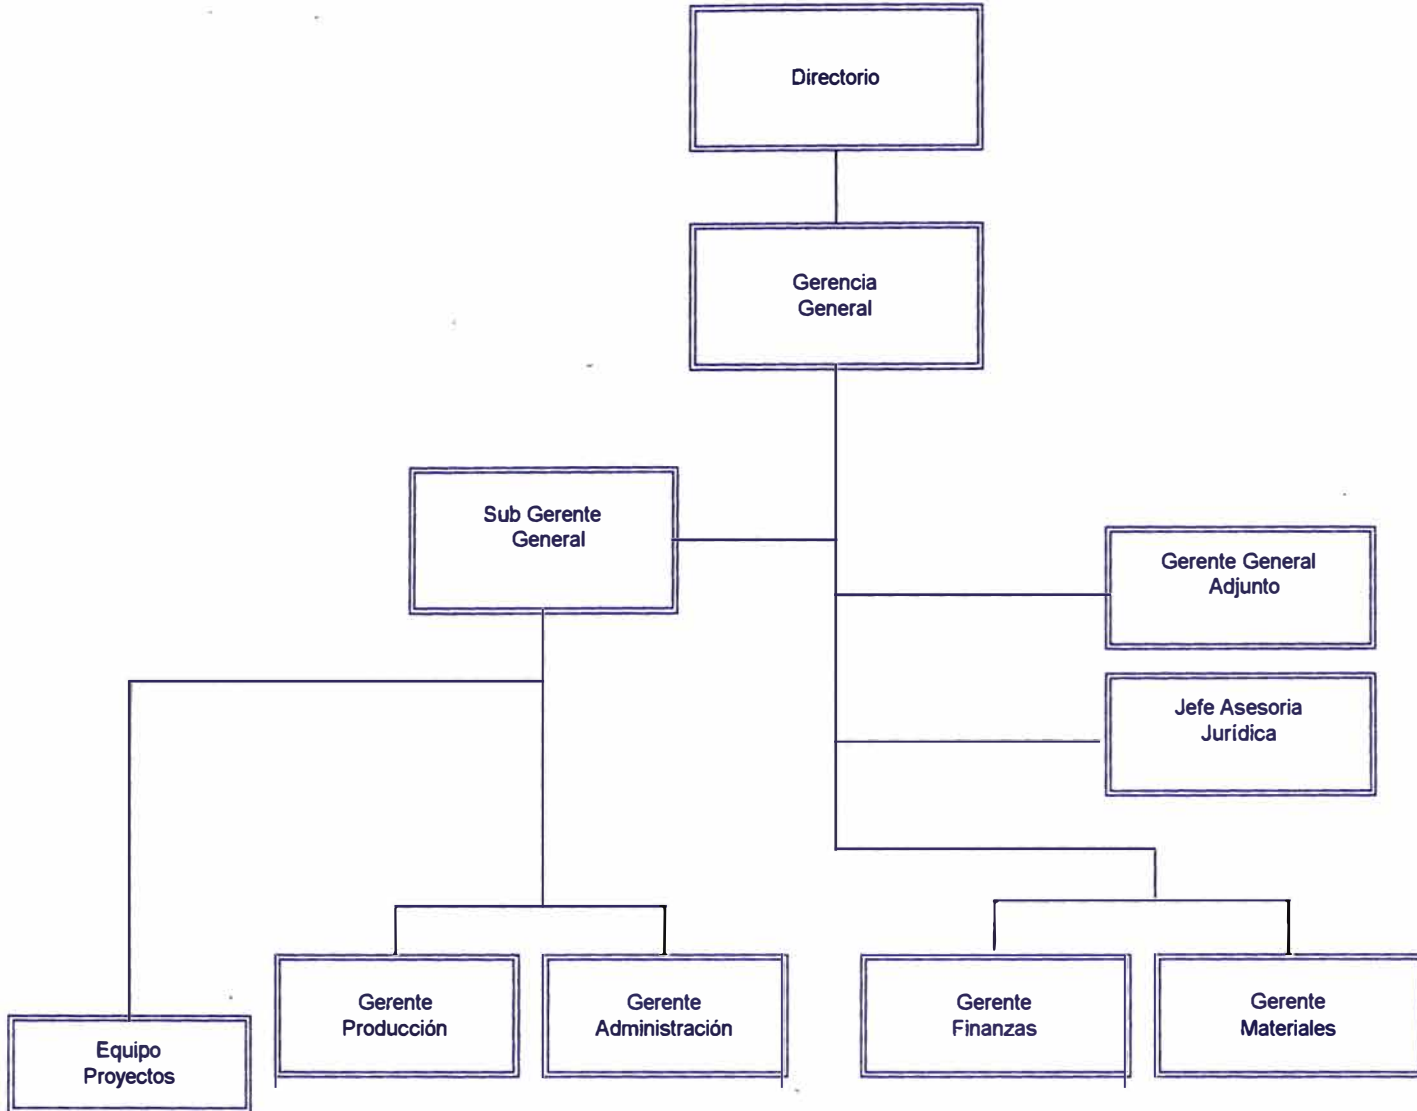 Directorio
Gerencia
General
Sub Gerente
General
Gerente General
Adjunto
Jefe Asesoria
Jurídica
Gerente
Producción
Gerente
Administración
Gerente
Finanzas
Gerente
Materiales
Equipo
Proyectos